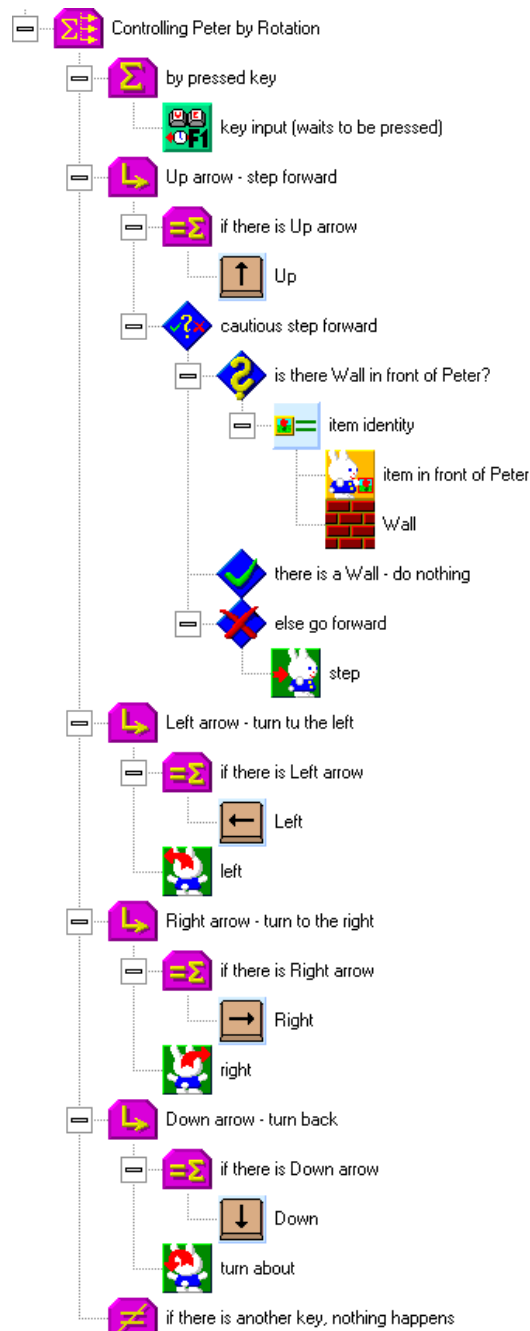 Controlling Peter by Rotation
by pressed key
key input (waits to be pressed)
Up arrow - step forward
if there is Up arrow
Up
cautious step forward
is there Wall in front of Peter?
item identity
item in front of Peter
Wall
there is a Wall - do nothing
else go forward
step
Left arrow - turn tu the left
if there is Left arrow
Left
left
Right arrow - turn to the right
if there is Right arrow
Right
right
Down arrow - turn back
if there is Down arrow
Down
turn about
if there is another key, nothing happens